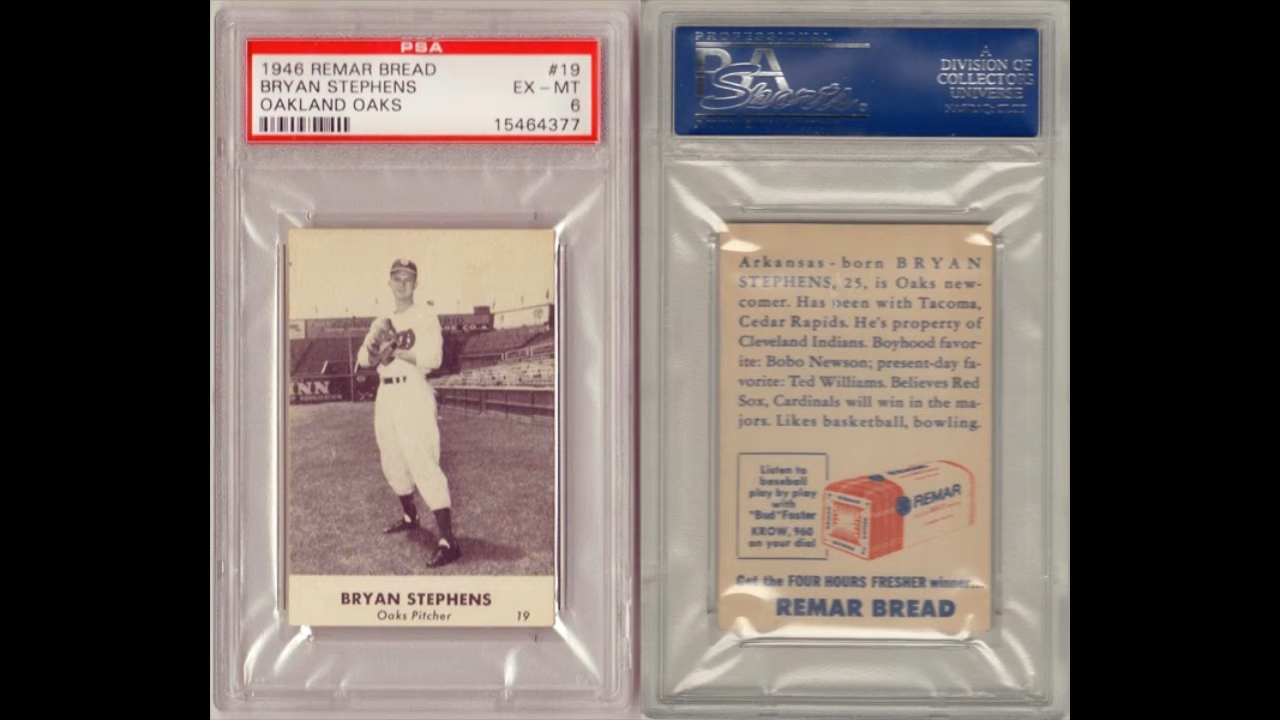 PSA
1946 REMAR BREAD #19
BRYAN STEPHENS EX - MT
OAKLAND OAKS 6
15464377
INN
BRYAN STEPHENS
Oaks Pitcher 19
PROFESSIONAL
PSA
Sports
A
DIVISION OF
COLLECTORS
UNIVERSE
Arkansas - born BRYAN
STEPHENS, 25, is Oaks new-
comer. Has been with Tacoma,
Cedar Rapids. He's property of
Cleveland Indians. Boyhood favor-
ite: Bobo Newson; present-day fa-
vorite: Ted Williams. Believes Red
Sox, Cardinals will win in the ma-
jors. Likes basketball, bowling.
Listen to
baseball
play by play
with
"Bud" Foster
KROW, 960
on your dial
REMAR
Get the FOUR HOURS FRESHER winner...
REMAR BREAD